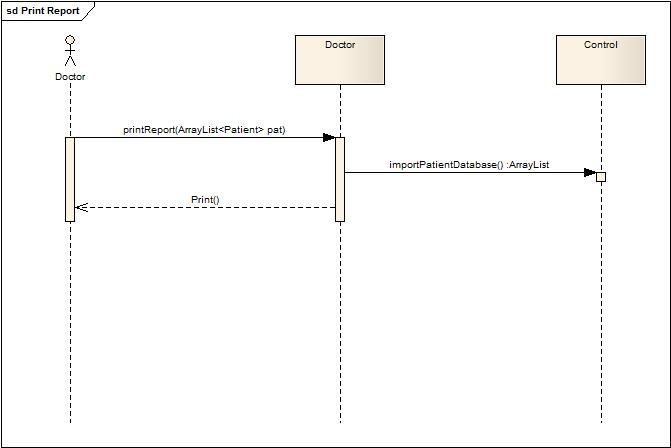 sd Print Report
Doctor
Doctor
Control
printReport(ArrayList<Patient> pat)
importPatientDatabase() :ArrayList
Print()